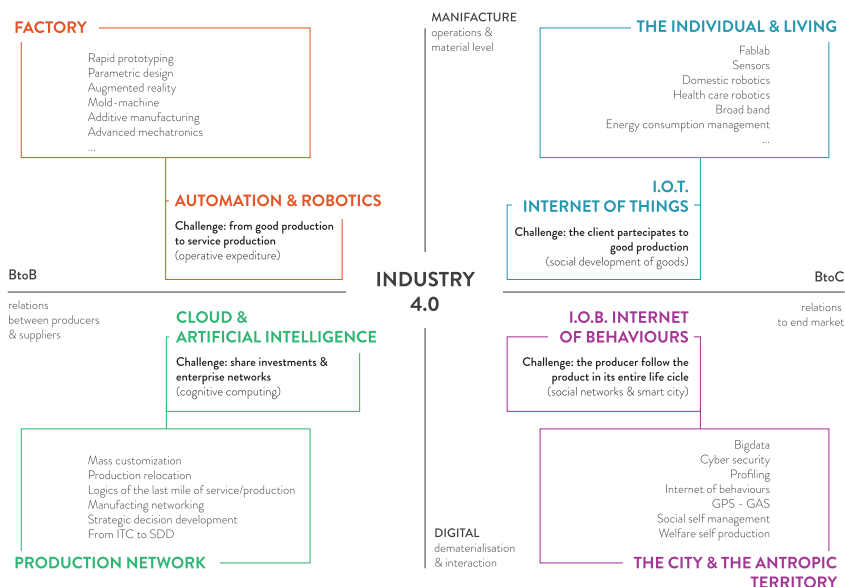 FACTORY
Rapid prototyping
Parametric design
Augmented reality
Mold-machine
Additive manufacturing
Advanced mechatronics
...
AUTOMATION & ROBOTICS
Challenge: from good production
to service production
(operative expediture)
MANIFACTURE
operations &
material level
THE INDIVIDUAL & LIVING
Fablab
Sensors
Domestic robotics
Health care robotics
Broad band
Energy consumption management
...
I.O.T.
INTERNET OF THINGS
Challenge: the client partecipates to
good production
(social development of goods)
BtoB
relations
between producers
& suppliers
INDUSTRY
4.0
BtoC
relations
to end market
CLOUD &
ARTIFICIAL INTELLIGENCE
Challenge: share investments &
enterprise networks
(cognitive computing)
Mass customization
Production relocation
Logics of the last mile of service/production
Manufacting networking
Strategic decision development
From ITC to SDD
PRODUCTION NETWORK
I.O.B. INTERNET
OF BEHAVIOURS
Challenge: the producer follow the
product in its entire life cicle
(social networks & smart city)
Bigdata
Cyber security
Profiling
Internet of behaviours
GPS - GAS
Social self management
Welfare self production
THE CITY & THE ANTROPIC
TERRITORY
DIGITAL
dematerialisation
& interaction